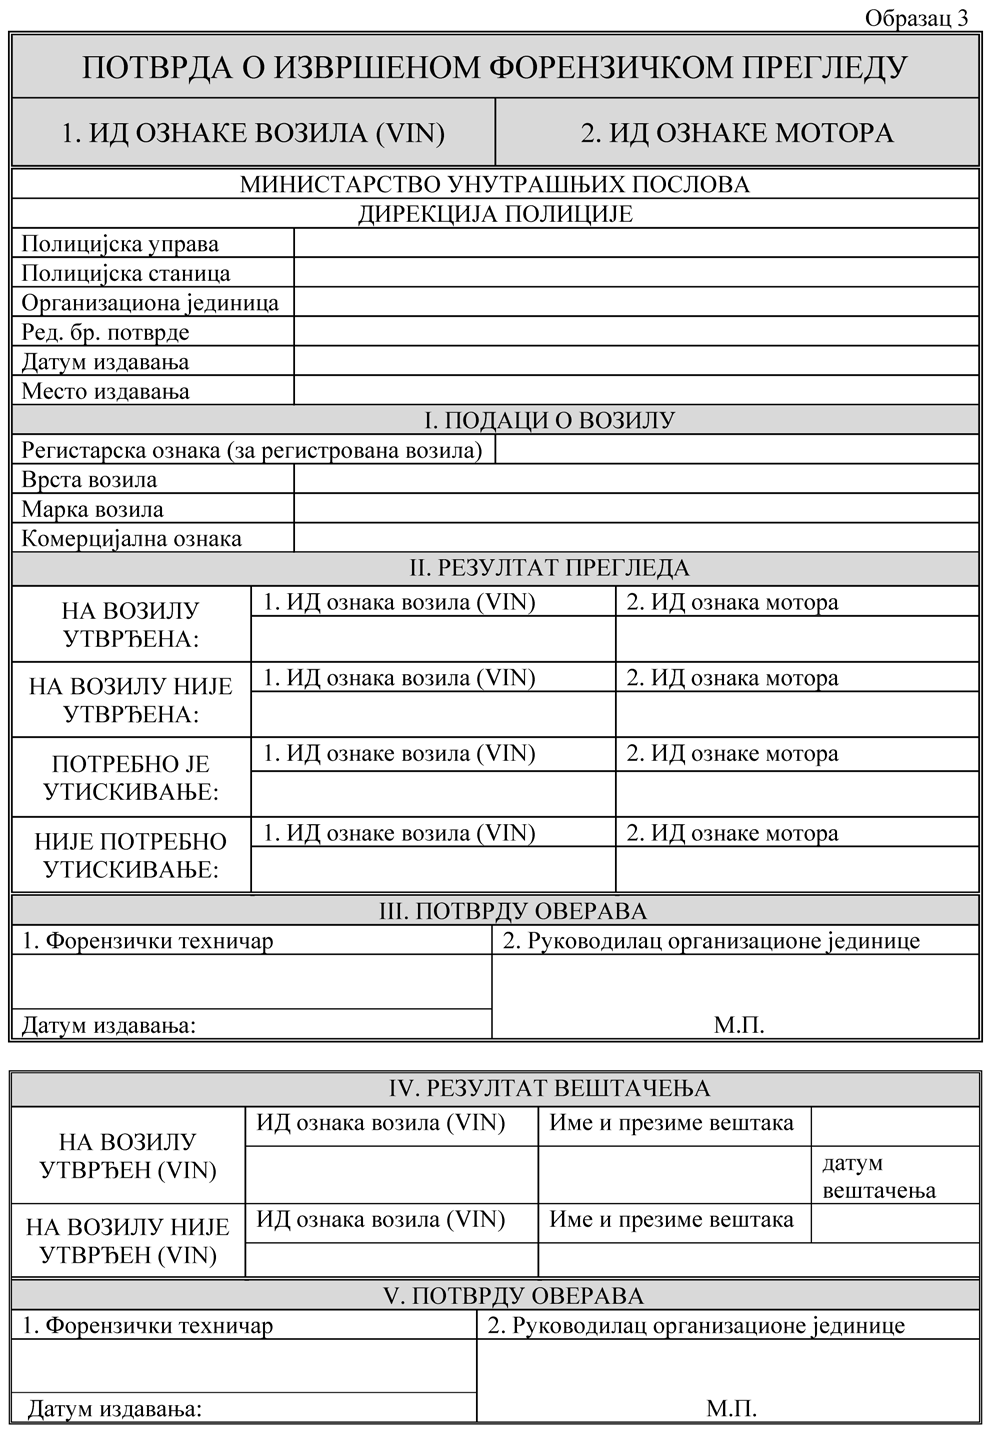 Образац 3
ПОТВРДА О ИЗВРШЕНОМ ФОРЕНЗИЧКОМ ПРЕГЛЕДУ
1. ИД ОЗНАКЕ ВОЗИЛА (VIN) 2. ИД ОЗНАКЕ МОТОРА
МИНИСТАРСТВО УНУТРАШЊИХ ПОСЛОВА
ДИРЕКЦИЈА ПОЛИЦИЈЕ
Полицијска управа
Полицијска станица
Организациона јединица
Ред. бр. потврде
Датум издавања
Место издавања
I. ПОДАЦИ О ВОЗИЛУ
Регистарска ознака (за регистрована возила)
Врста возила
Марка возила
Комерцијална ознака
II. РЕЗУЛТАТ ПРЕГЛЕДА
НА ВОЗИЛУ
УТВРЂЕНА:
1. ИД ознака возила (VIN) 2. ИД ознака мотора
НА ВОЗИЛУ НИЈЕ
УТВРЂЕНА:
1. ИД ознака возила (VIN) 2. ИД ознака мотора
ПОТРЕБНО ЈЕ
УТИСКИВАЊЕ:
1. ИД ознаке возила (VIN) 2. ИД ознаке мотора
НИЈЕ ПОТРЕБНО
УТИСКИВАЊЕ:
1. ИД ознаке возила (VIN) 2. ИД ознаке мотора
III. ПОТВРДУ ОВЕРАВА
1. Форензички техничар 2. Руководилац организационе јединице
Датум издавања: М.П.
IV. РЕЗУЛТАТ ВЕШТАЧЕЊА
НА ВОЗИЛУ
УТВРЂЕН (VIN)
ИД ознака возила (VIN) Име и презиме вештака
датум
вештачења
НА ВОЗИЛУ НИЈЕ
УТВРЂЕН (VIN)
ИД ознака возила (VIN) Име и презиме вештака
V. ПОТВРДУ ОВЕРАВА
1. Форензички техничар 2. Руководилац организационе јединице
Датум издавања: М.П.